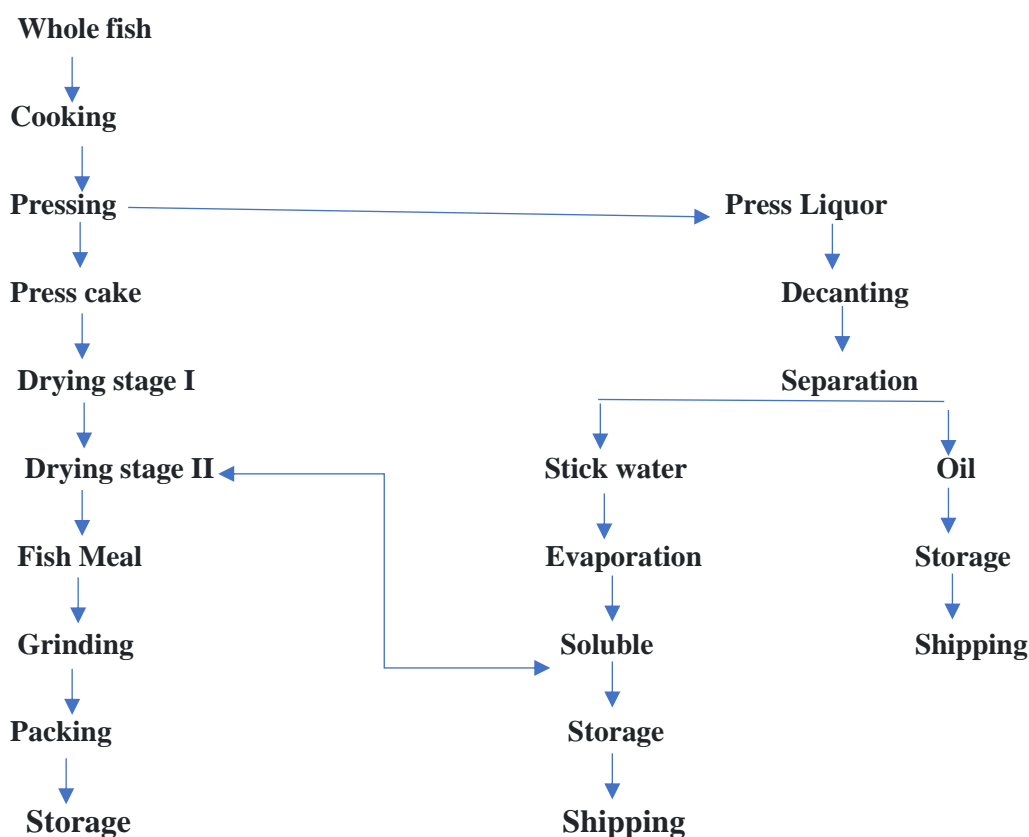 Whole fish
Cooking
Pressing
Press Liquor
Press cake
Decanting
Drying stage I
Separation
Drying stage II
Stick water
Oil
Fish Meal
Evaporation
Storage
Grinding
Soluble
Shipping
Packing
Storage
Storage
Shipping